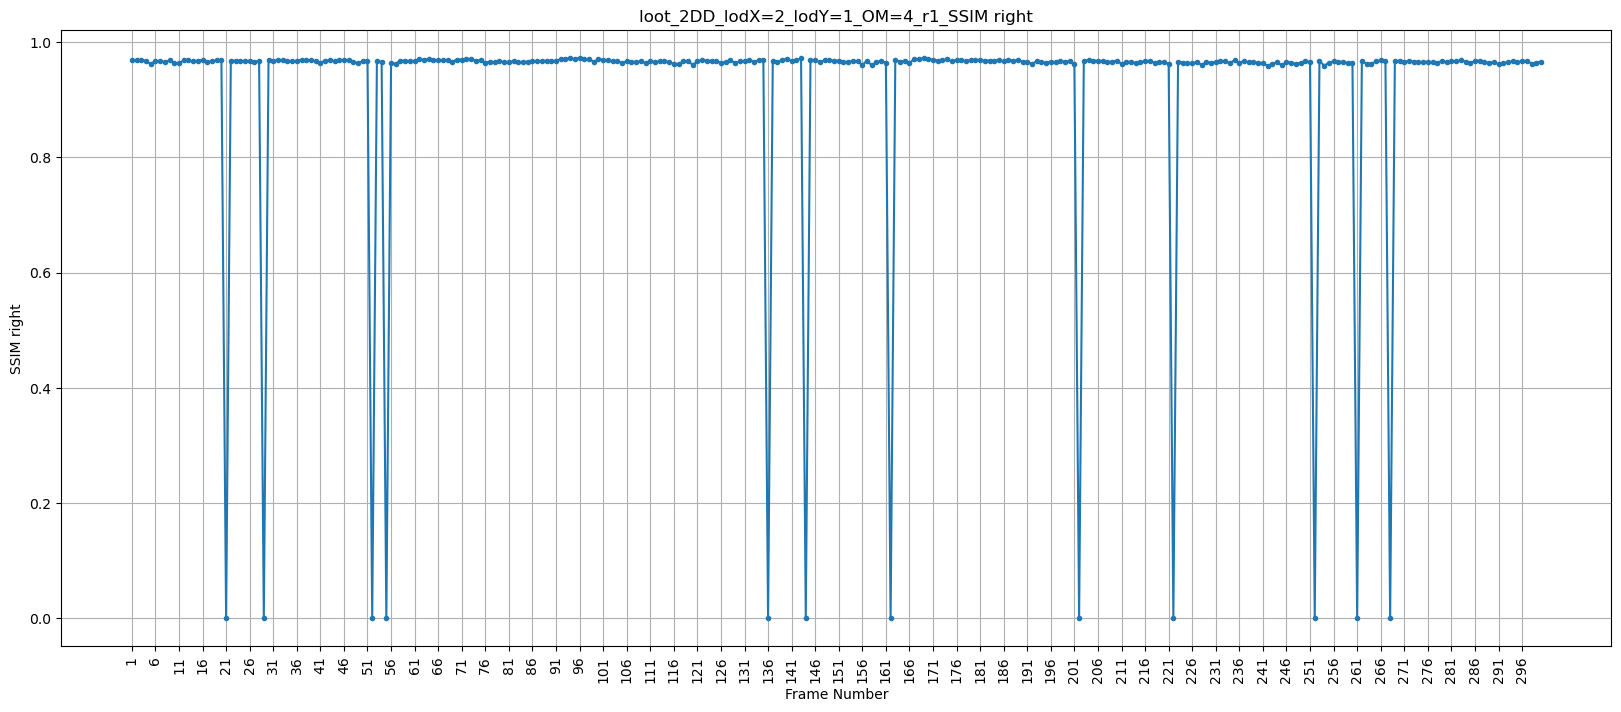 loot_2DD_lodX=2_lodY=1_OM=4_r1_SSIM right
1.0
0.8
0.6
0.4
0.2
0.0
SSIM right
1 6 11 16 21 26 31 36 41 46 51 56 61 66 71 76 81 86 91 96 101 106 111 116 121 126 131 136 141 146 151 156 161 166 171 176 181 186 191 196 201 206 211 216 221 226 231 236 241 246 251 256 261 266 271 276 281 286 291 296
Frame Number